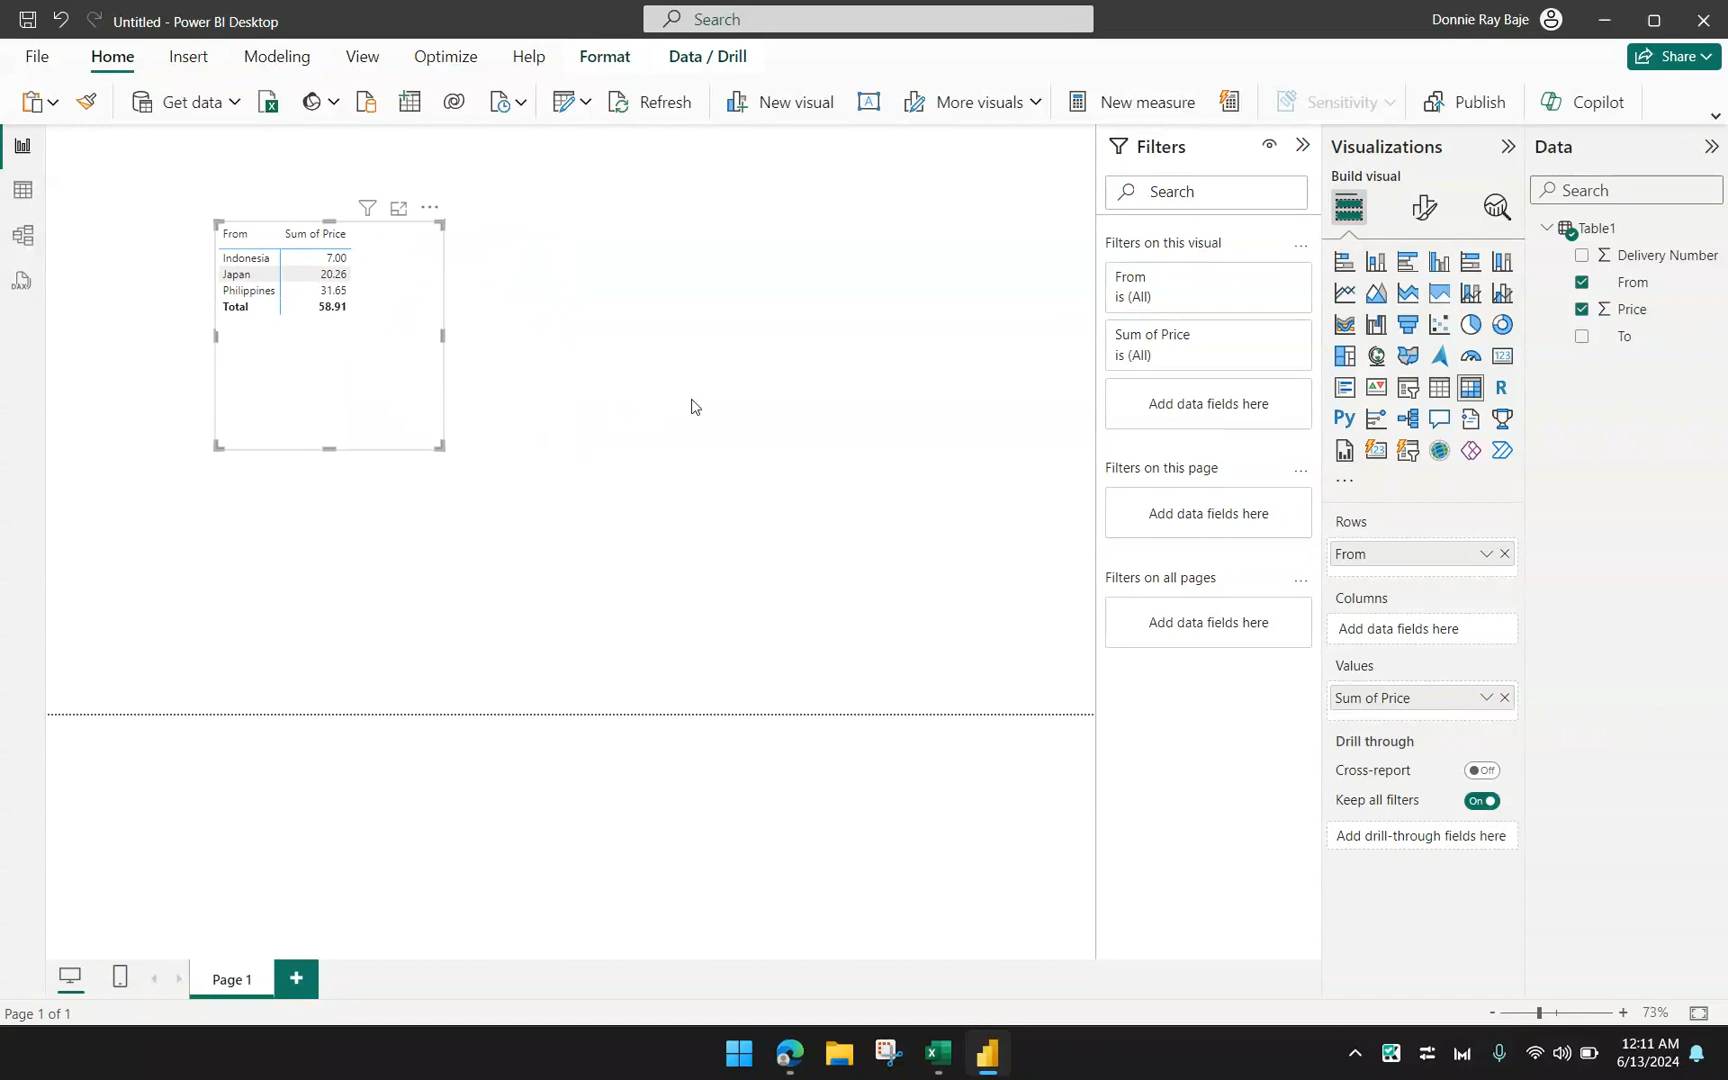 Untitled - Power BI Desktop
Search
Donnie Ray Baje
File
Home
Insert
Modeling
View
Optimize
Help
Format
Data / Drill
Share
Get data
Refresh
New visual
A
More visuals
New measure
Sensitivity
Publish
Copilot
DAX
From Sum of Price
Indonesia 7.00
Japan 20.26
Philippines 31.65
Total 58.91
Filters
Search
Filters on this visual
From
is (All)
Sum of Price
is (All)
Add data fields here
Filters on this page
Add data fields here
Filters on all pages
Add data fields here
Visualizations
Build visual
123
R
Py
123
Rows
From
Columns
Add data fields here
Values
Sum of Price
Drill through
Cross-report Off
Keep all filters On
Add drill-through fields here
Data
Search
Table1
Delivery Number
From
Price
To
Page 1
Page 1 of 1
73%
12:11 AM
6/13/2024